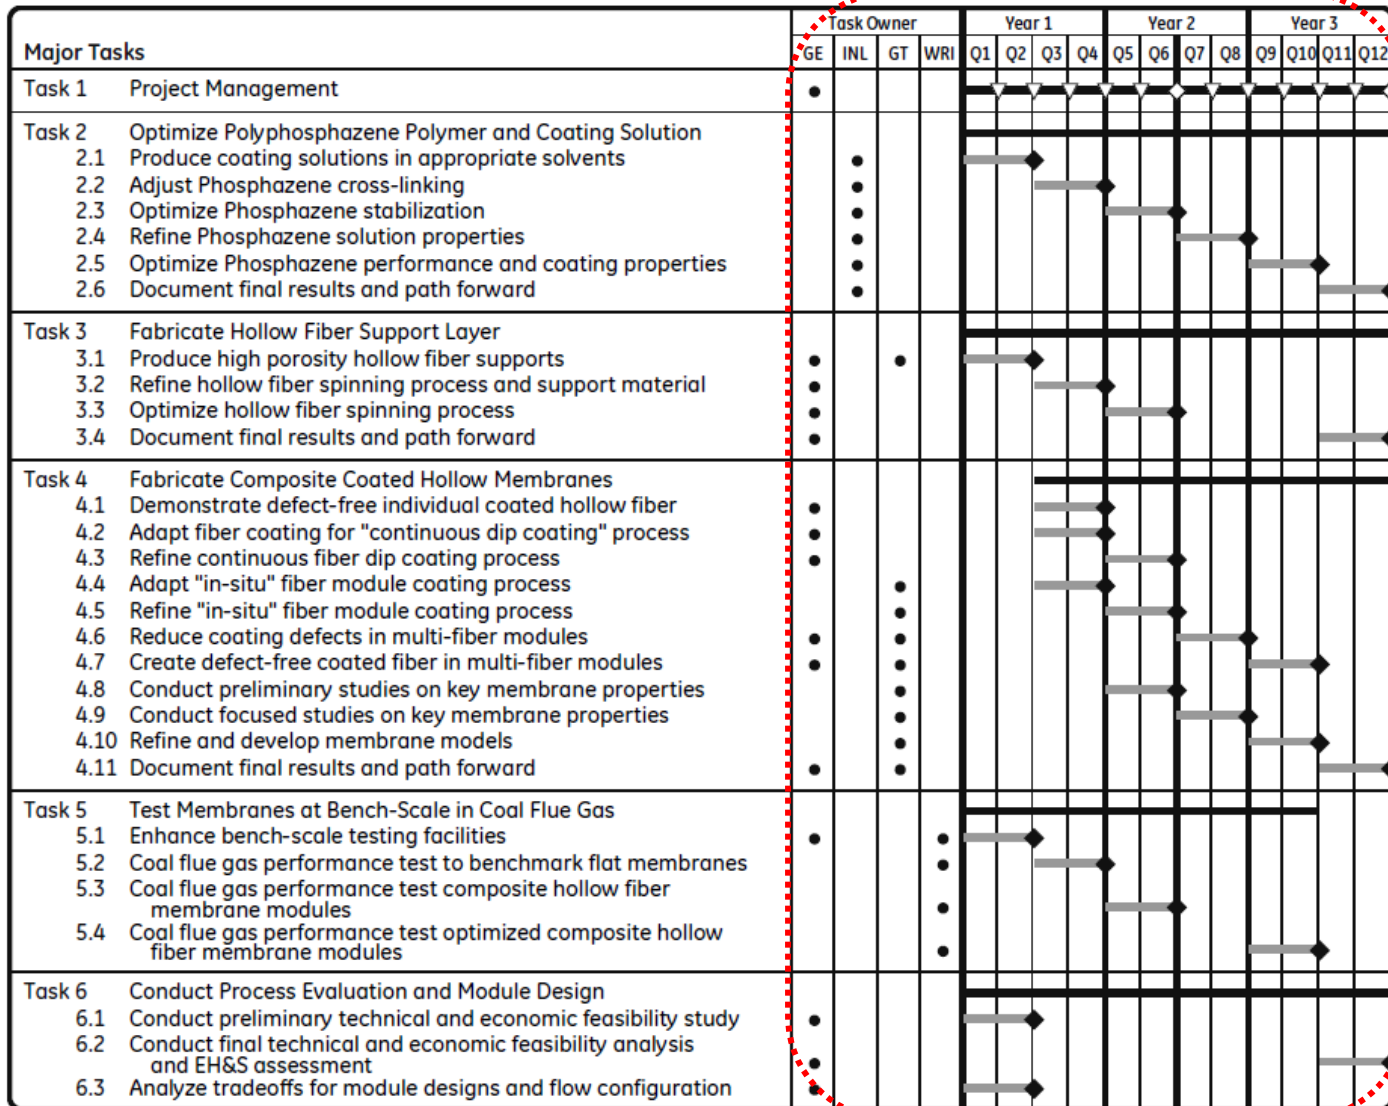 Task Owner Year 1 Year 2 Year 3
Major Tasks GE INL GT WRI Q1 Q2 Q3 Q4 Q5 Q6 Q7 Q8 Q9 Q10 Q11 Q12
Task 1 Project Management
Task 2 Optimize Polyphosphazene Polymer and Coating Solution
2.1 Produce coating solutions in appropriate solvents
2.2 Adjust Phosphazene cross-linking
2.3 Optimize Phosphazene stabilization
2.4 Refine Phosphazene solution properties
2.5 Optimize Phosphazene performance and coating properties
2.6 Document final results and path forward
Task 3 Fabricate Hollow Fiber Support Layer
3.1 Produce high porosity hollow fiber supports
3.2 Refine hollow fiber spinning process and support material
3.3 Optimize hollow fiber spinning process
3.4 Document final results and path forward
Task 4 Fabricate Composite Coated Hollow Membranes
4.1 Demonstrate defect-free individual coated hollow fiber
4.2 Adapt fiber coating for "continuous dip coating" process
4.3 Refine continuous fiber dip coating process
4.4 Adapt "in-situ" fiber module coating process
4.5 Refine "in-situ" fiber module coating process
4.6 Reduce coating defects in multi-fiber modules
4.7 Create defect-free coated fiber in multi-fiber modules
4.8 Conduct preliminary studies on key membrane properties
4.9 Conduct focused studies on key membrane properties
4.10 Refine and develop membrane models
4.11 Document final results and path forward
Task 5 Test Membranes at Bench-Scale in Coal Flue Gas
5.1 Enhance bench-scale testing facilities
5.2 Coal flue gas performance test to benchmark flat membranes
5.3 Coal flue gas performance test composite hollow fiber
membrane modules
5.4 Coal flue gas performance test optimized composite hollow
fiber membrane modules
Task 6 Conduct Process Evaluation and Module Design
6.1 Conduct preliminary technical and economic feasibility study
6.2 Conduct final technical and economic feasibility analysis
and EH&S assessment
6.3 Analyze tradeoffs for module designs and flow configuration